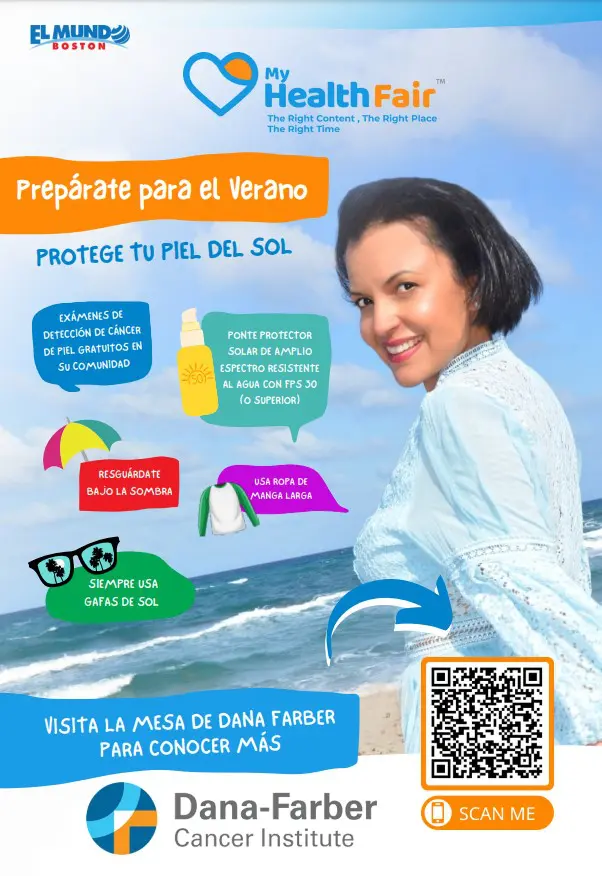 EL MUNDO
BOSTON
My
HealthFair™
The Right Content , The Right Place
The Right Time
Prepárate para el Verano
PROTEGE TU PIEL DEL SOL
EXÁMENES DE
DETECCIÓN DE CÁNCER
DE PIEL GRATUITOS EN
SU COMUNIDAD
50
PONTE PROTECTOR
SOLAR DE AMPLIO
ESPECTRO RESISTENTE
AL AGUA CON FPS 30
(O SUPERIOR)
RESGUÁRDATE
BAJO LA SOMBRA
USA ROPA DE
MANGA LARGA
SIEMPRE USA
GAFAS DE SOL
VISITA LA MESA DE DANA FARBER
PARA CONOCER MÁS
Dana-Farber
Cancer Institute
SCAN ME